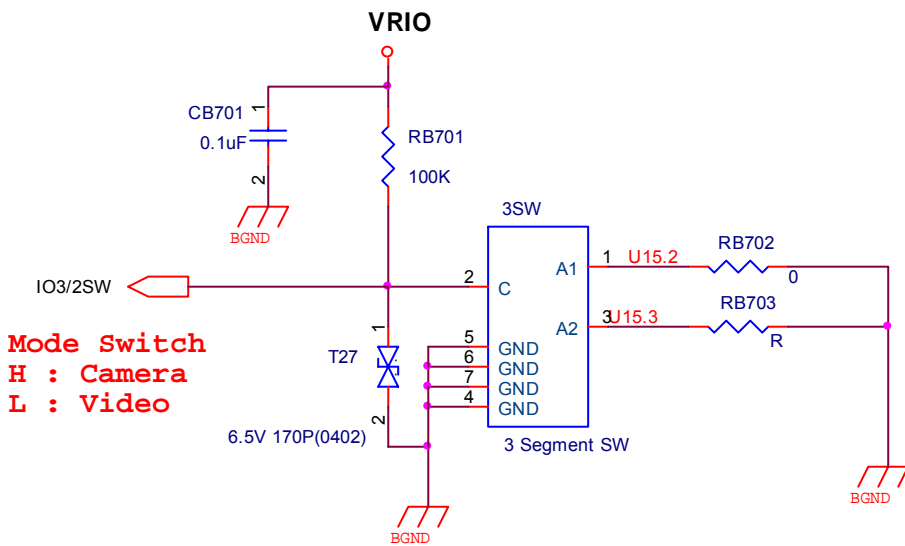 VRIO
1
CB701
0.1uF
2
BGND
RB701
100K
3SW
IO3/2SW
2
C
A1
1
U15.2
RB702
0
A2
3
U15.3
RB703
R
Mode Switch
H : Camera
L : Video
1
T27
2
6.5V 170P(0402)
5
GND
6
GND
7
GND
4
GND
3 Segment SW
BGND
BGND